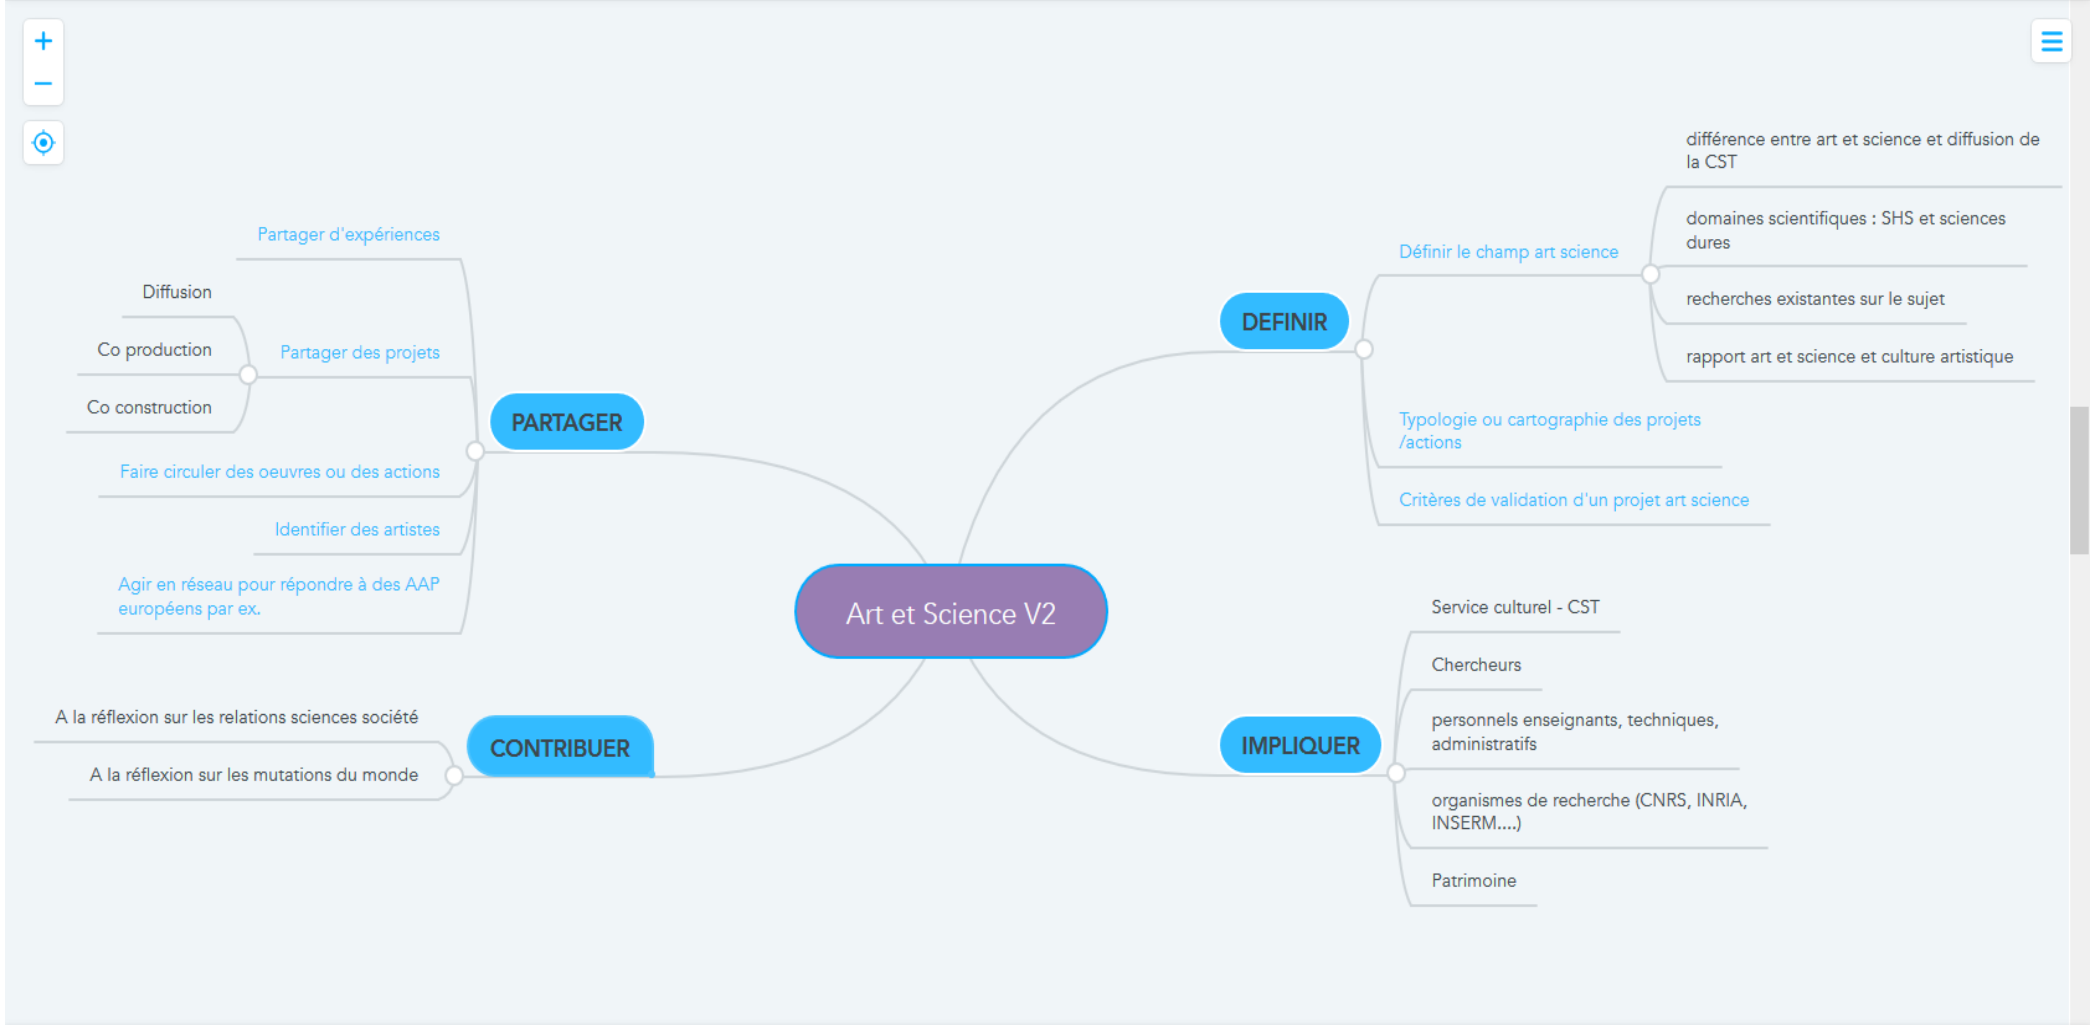 Art et Science V2
DEFINIR
Définir le champ art science
différence entre art et science et diffusion de
la CST
domaines scientifiques : SHS et sciences
dures
recherches existantes sur le sujet
rapport art et science et culture artistique
Typologie ou cartographie des projets
/actions
Critères de validation d'un projet art science
IMPLIQUER
Service culturel - CST
Chercheurs
personnels enseignants, techniques,
administratifs
organismes de recherche (CNRS, INRIA,
INSERM....)
Patrimoine
PARTAGER
Partager d'expériences
Partager des projets
Diffusion
Co production
Co construction
Faire circuler des oeuvres ou des actions
Identifier des artistes
Agir en réseau pour répondre à des AAP
européens par ex.
CONTRIBUER
A la réflexion sur les relations sciences société
A la réflexion sur les mutations du monde